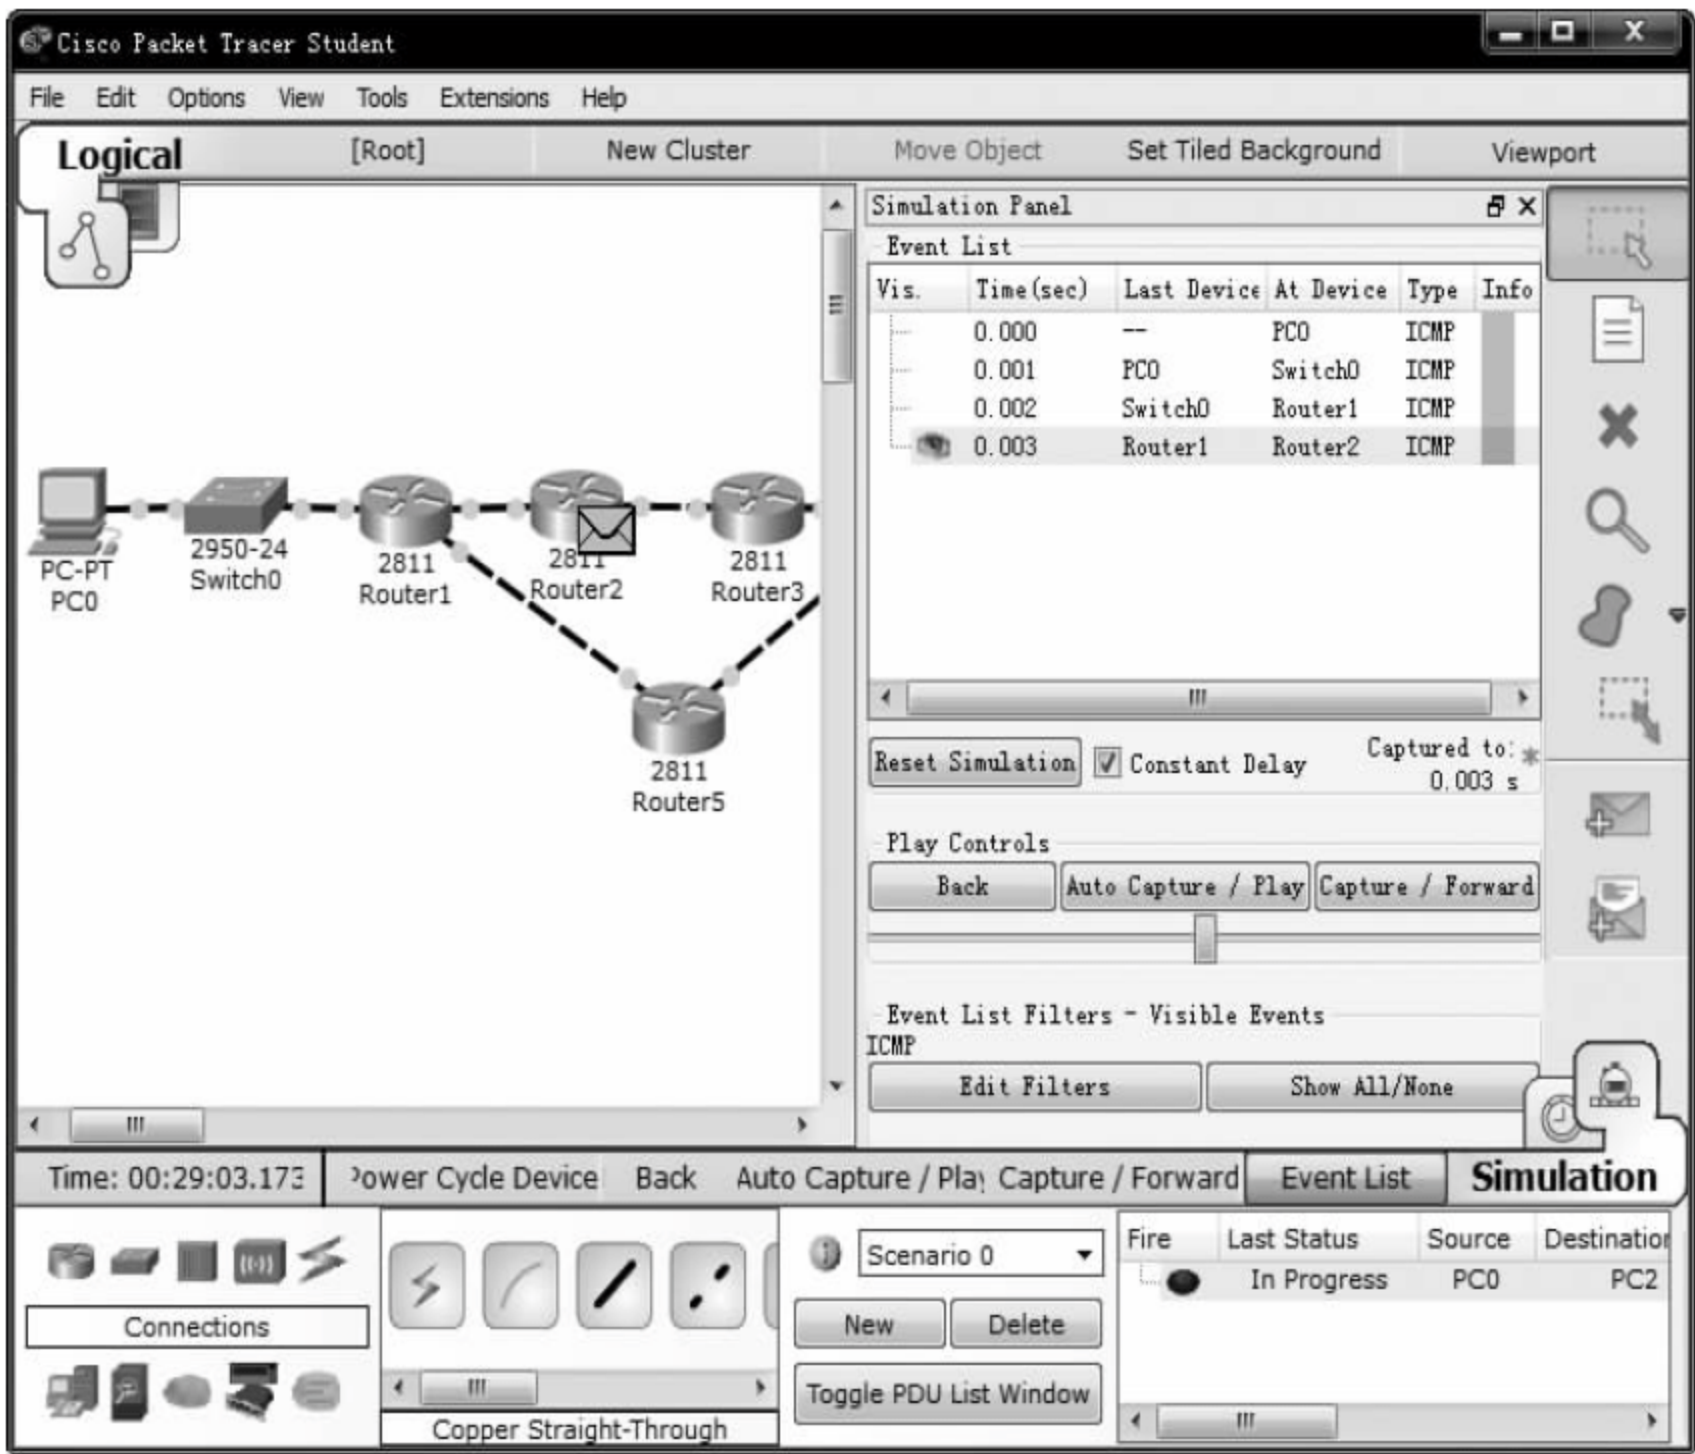 Cisco Packet Tracer Student
File Edit Options View Tools Extensions Help
Logical [Root] New Cluster Move Object Set Tiled Background Viewport
Simulation Panel
Event List
Vis. Time(sec) Last Device At Device Type Info
0.000 -- PC0 ICMP
0.001 PC0 Switch0 ICMP
0.002 Switch0 Router1 ICMP
0.003 Router1 Router2 ICMP
PC-PT
PC0
2950-24
Switch0
2811
Router1
2811
Router2
2811
Router3
2811
Router5
Reset Simulation Constant Delay Captured to: *
0.003 s
Play Controls
Back Auto Capture / Play Capture / Forward
Event List Filters - Visible Events
ICMP
Edit Filters Show All/None
Time: 00:29:03.173 Power Cycle Device Back Auto Capture / Play Capture / Forward Event List Simulation
Connections
Copper Straight-Through
Scenario 0
New Delete
Toggle PDU List Window
Fire Last Status Source Destination
In Progress PC0 PC2